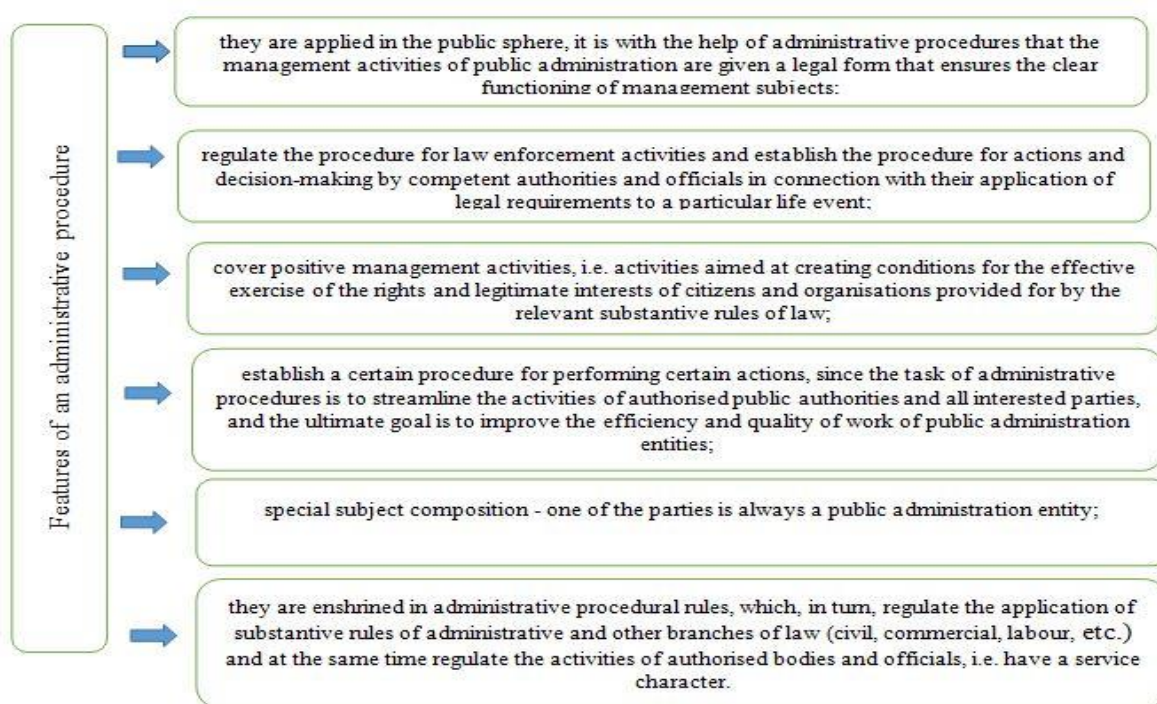 Features of an administrative procedure
they are applied in the public sphere, it is with the help of administrative procedures that the
management activities of public administration are given a legal form that ensures the clear
functioning of management subjects;
regulate the procedure for law enforcement activities and establish the procedure for actions and
decision-making by competent authorities and officials in connection with their application of
legal requirements to a particular life event;
cover positive management activities, i.e. activities aimed at creating conditions for the effective
exercise of the rights and legitimate interests of citizens and organisations provided for by the
relevant substantive rules of law;
establish a certain procedure for performing certain actions, since the task of administrative
procedures is to streamline the activities of authorised public authorities and all interested parties,
and the ultimate goal is to improve the efficiency and quality of work of public administration
entities;
special subject composition - one of the parties is always a public administration entity;
they are enshrined in administrative procedural rules, which, in turn, regulate the application of
substantive rules of administrative and other branches of law (civil, commercial, labour, etc.)
and at the same time regulate the activities of authorised bodies and officials, i.e. have a service
character.